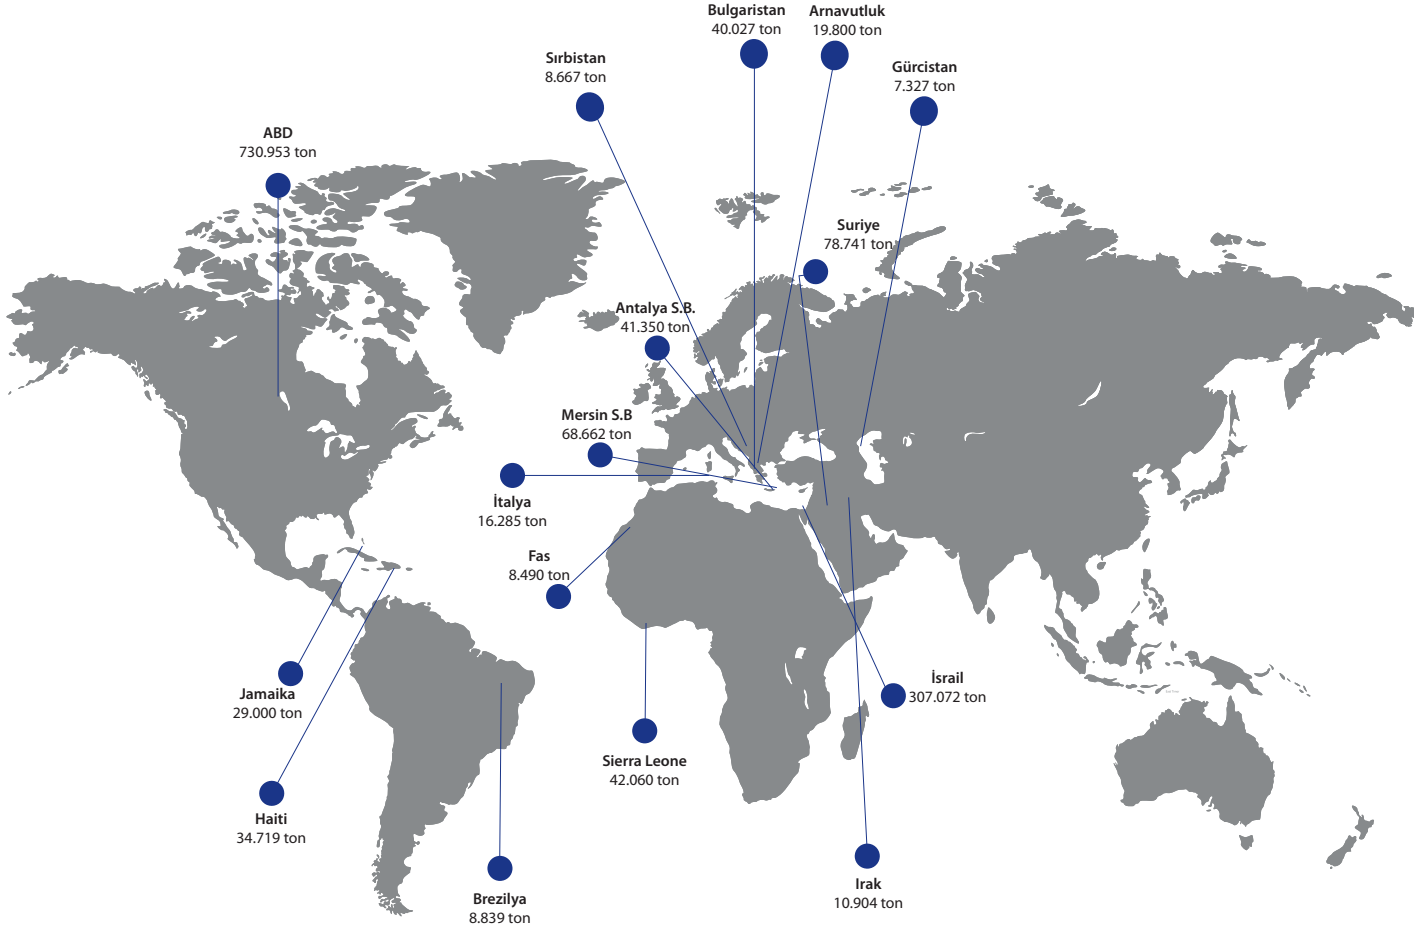 Bulgaristan
40.027 ton
Arnavutluk
19.800 ton
Sırbistan
8.667 ton
Gürcistan
7.327 ton
ABD
730.953 ton
Suriye
78.741 ton
Antalya S.B.
41.350 ton
Mersin S.B
68.662 ton
İtalya
16.285 ton
Fas
8.490 ton
Jamaika
29.000 ton
İsrail
307.072 ton
Sierra Leone
42.060 ton
Haiti
34.719 ton
Irak
10.904 ton
Brezilya
8.839 ton